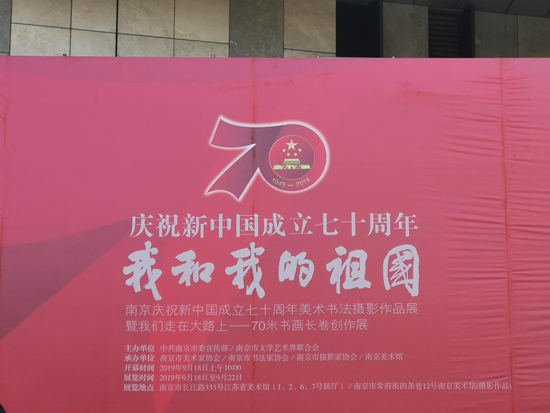 70
1949—2019
庆祝新中国成立七十周年
我和我的祖国
南京庆祝新中国成立七十周年美术书法摄影作品展
暨我们走在大路上——70米书画长卷创作展
主办单位 中共南京市委宣传部／南京市文学艺术界联合会
承办单位 南京市美术家协会／南京市书法家协会／南京市摄影家协会／南京美术馆
开幕时间 2019年9月18日上午10:00
展览时间 2019年9月18日至9月22日
展览地点 南京市长江路333号江苏省美术馆（1、2、6、7号展厅）／南京市常府街四条巷12号南京美术馆(摄影作品)